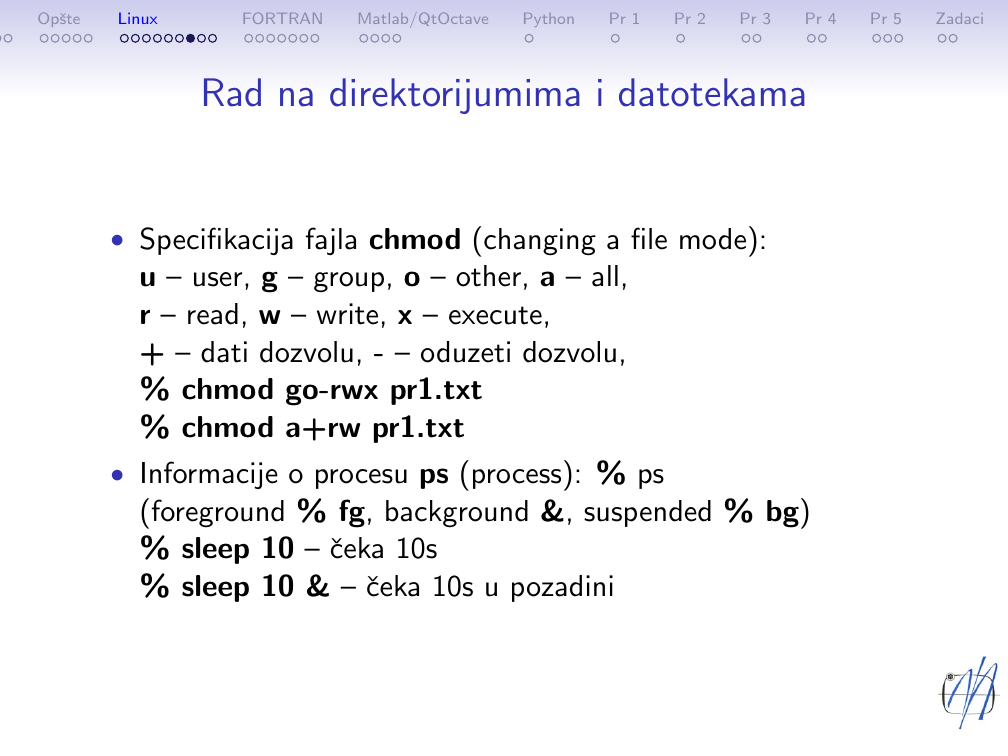 Opšte Linux FORTRAN Matlab/QtOctave Python Pr 1 Pr 2 Pr 3 Pr 4 Pr 5 Zadaci
Rad na direktorijumima i datotekama
• Specifikacija fajla chmod (changing a file mode):
u – user, g – group, o – other, a – all,
r – read, w – write, x – execute,
+ – dati dozvolu, - – oduzeti dozvolu,
% chmod go-rwx pr1.txt
% chmod a+rw pr1.txt
• Informacije o procesu ps (process): % ps
(foreground % fg, background &, suspended % bg)
% sleep 10 – čeka 10s
% sleep 10 & – čeka 10s u pozadini